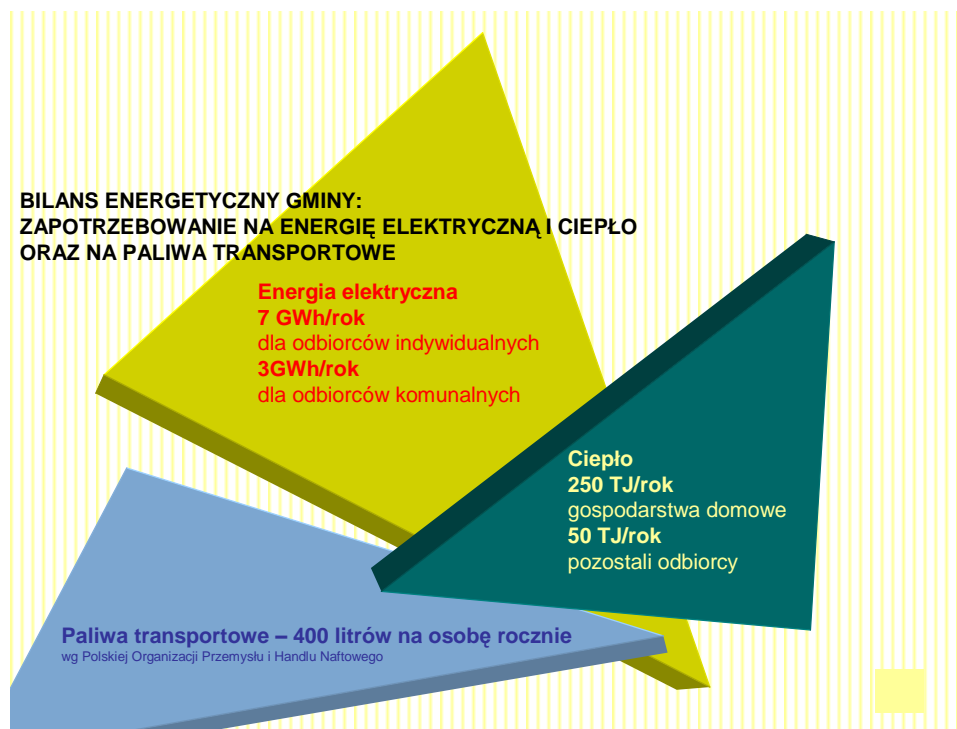 BILANS ENERGETYCZNY GMINY:
ZAPOTRZEBOWANIE NA ENERGIĘ ELEKTRYCZNĄ I CIEPŁO
ORAZ NA PALIWA TRANSPORTOWE
Energia elektryczna
7 GWh/rok
dla odbiorców indywidualnych
3GWh/rok
dla odbiorców komunalnych
Ciepło
250 TJ/rok
gospodarstwa domowe
50 TJ/rok
pozostali odbiorcy
Paliwa transportowe – 400 litrów na osobę rocznie
wg Polskiej Organizacji Przemysłu i Handlu Naftowego